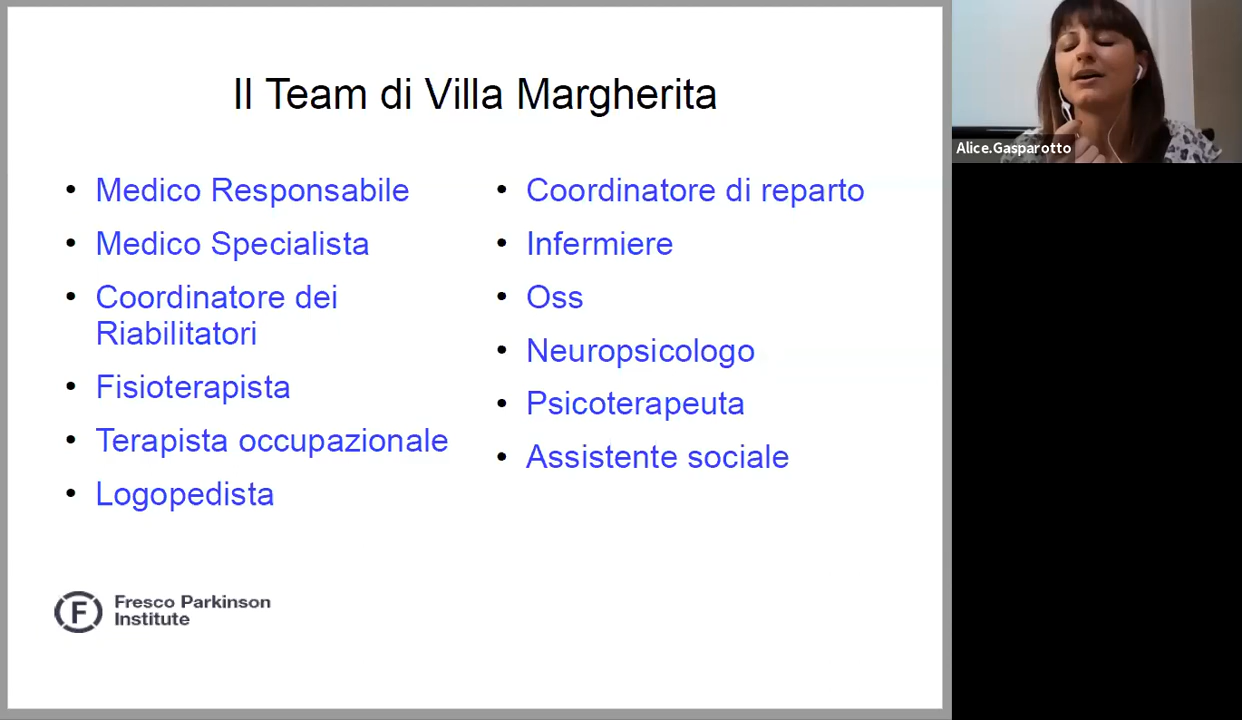 Il Team di Villa Margherita
Medico Responsabile
Medico Specialista
Coordinatore dei
Riabilitatori
Fisioterapista
Terapista occupazionale
Logopedista
Coordinatore di reparto
Infermiere
Oss
Neuropsicologo
Psicoterapeuta
Assistente sociale
F
Fresco Parkinson
Institute
Alice.Gasparotto